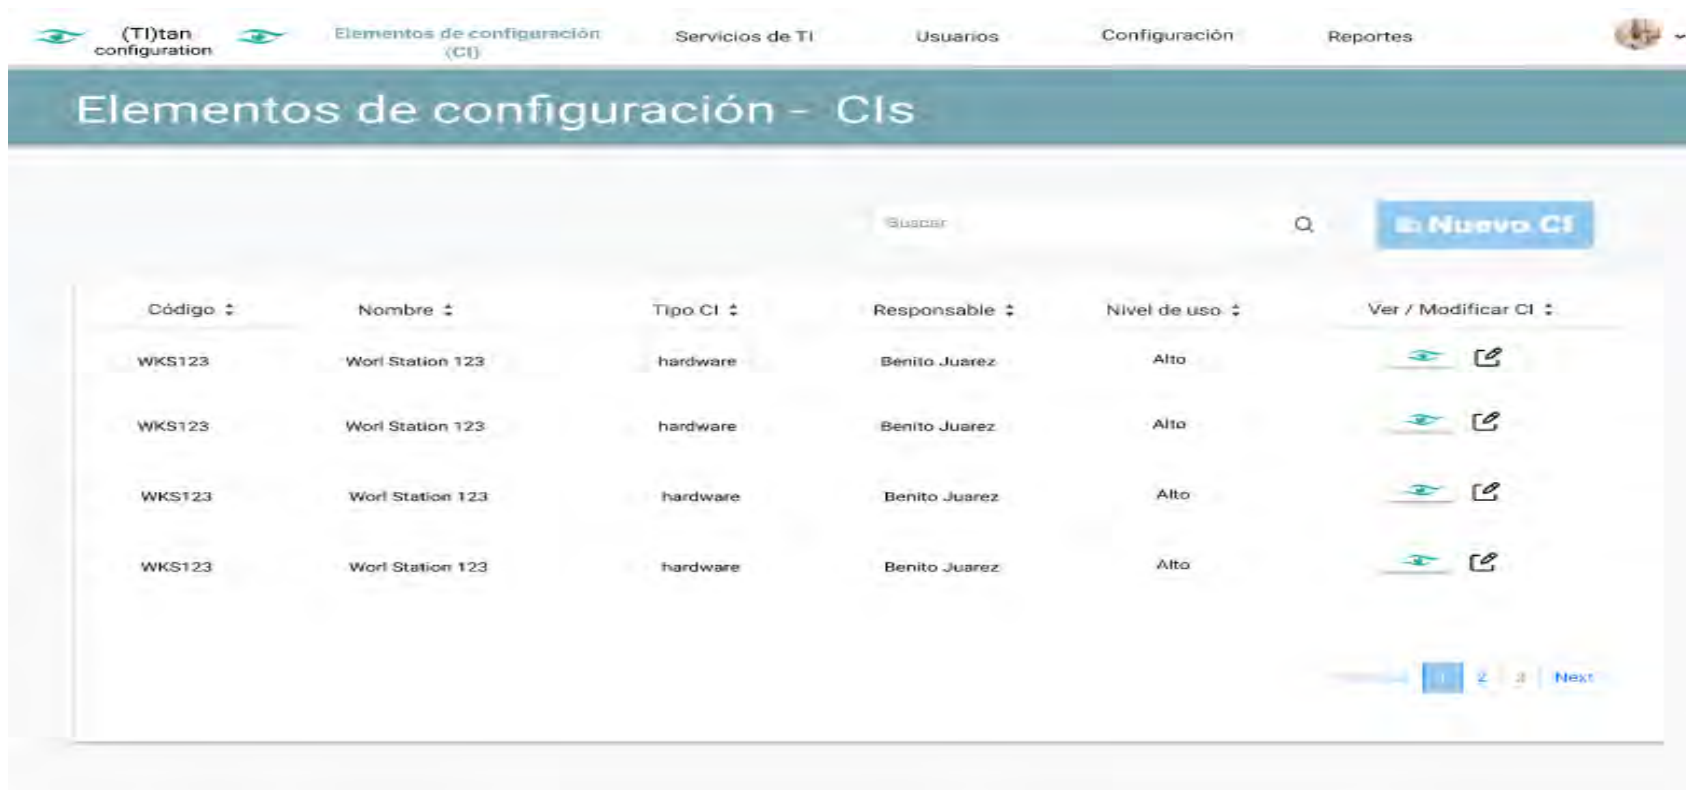 (TI)tan
configuration
Elementos de configuración
(CI)
Servicios de TI
Usuarios
Configuración
Reportes
Elementos de configuración - CIs
Buscar
Nuevo CI
Código Nombre Tipo CI Responsable Nivel de uso Ver / Modificar CI
WKS123 Worl Station 123 hardware Benito Juarez Alto
WKS123 Worl Station 123 hardware Benito Juarez Alto
WKS123 Worl Station 123 hardware Benito Juarez Alto
WKS123 Worl Station 123 hardware Benito Juarez Alto
1 2 3 Next